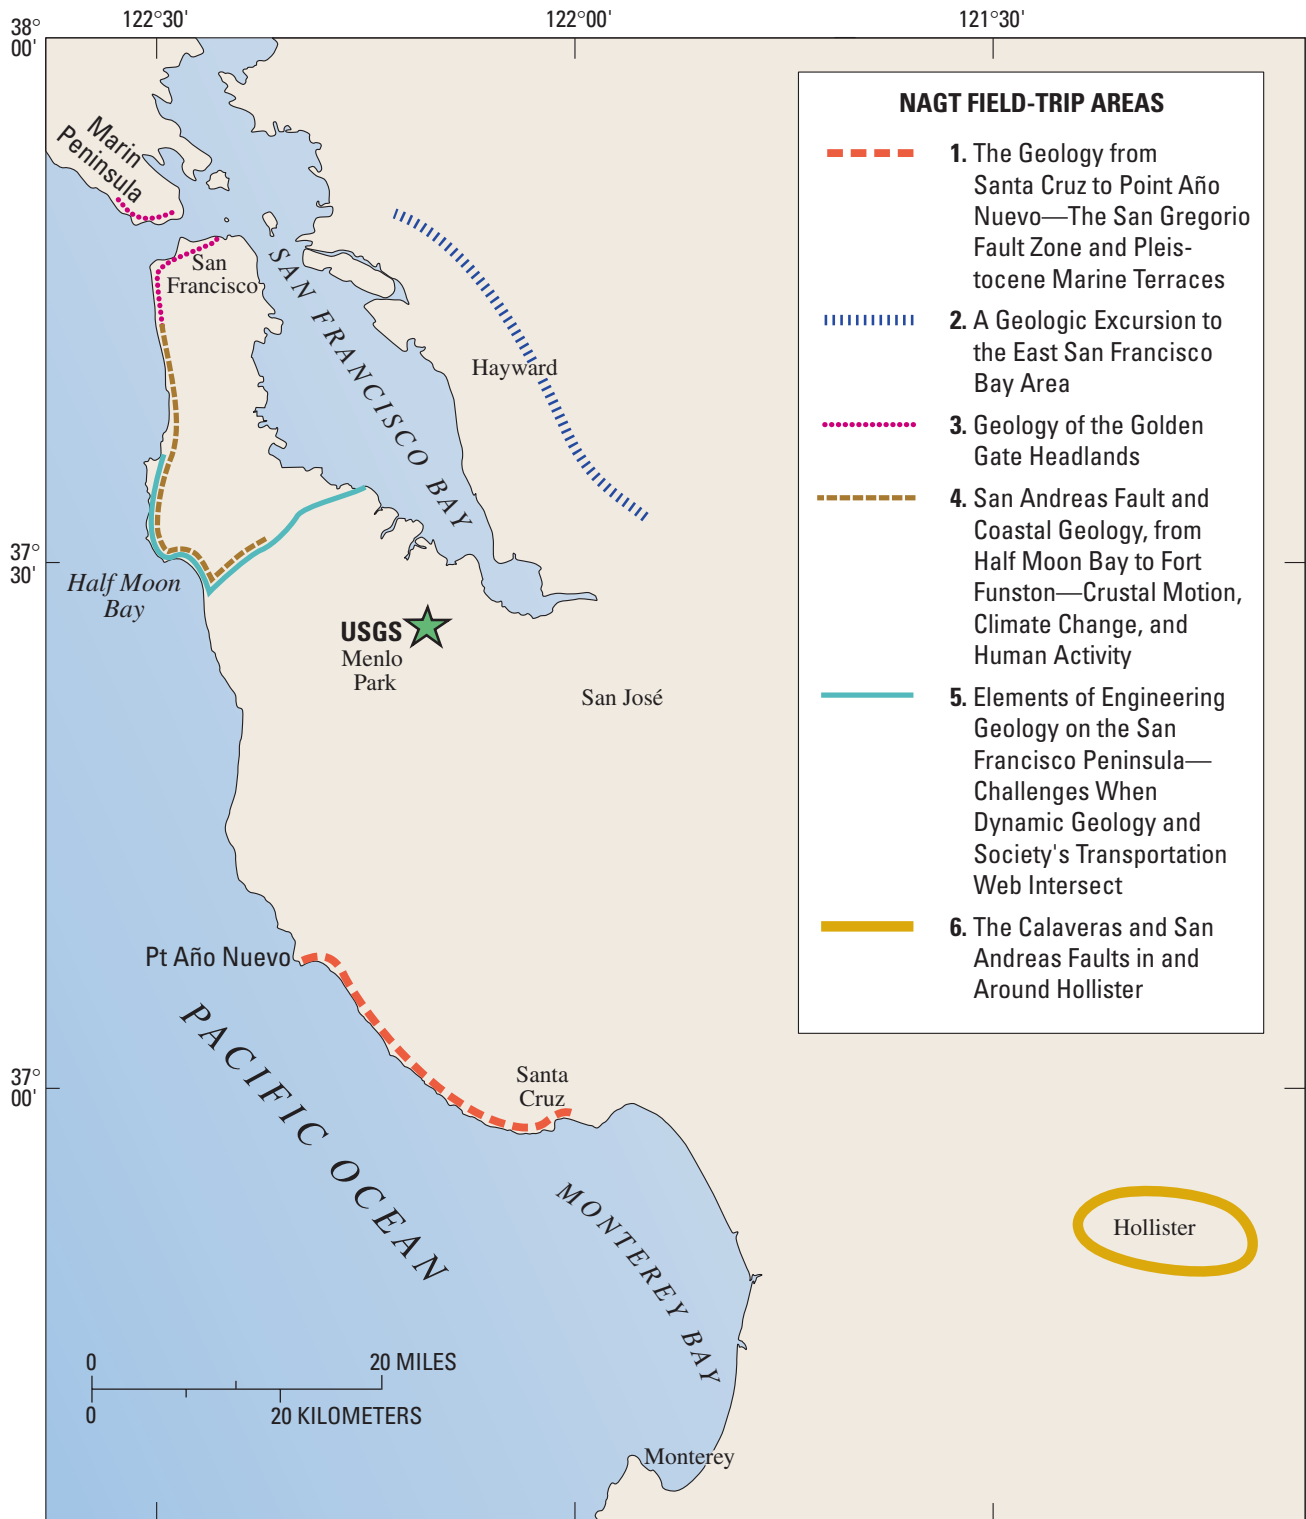 122°30'
122°00'
121°30'
38°
00'
37°
30'
37°
00'
Marin
Peninsula
San
Francisco
SAN FRANCISCO BAY
Hayward
Half Moon
Bay
USGS
Menlo
Park
San José
Pt Año Nuevo
PACIFIC OCEAN
Santa
Cruz
MONTEREY BAY
Hollister
Monterey
0
20 MILES
0
20 KILOMETERS
NAGT FIELD-TRIP AREAS
1. The Geology from
Santa Cruz to Point Año
Nuevo—The San Gregorio
Fault Zone and Pleis-
tocene Marine Terraces
2. A Geologic Excursion to
the East San Francisco
Bay Area
3. Geology of the Golden
Gate Headlands
4. San Andreas Fault and
Coastal Geology, from
Half Moon Bay to Fort
Funston—Crustal Motion,
Climate Change, and
Human Activity
5. Elements of Engineering
Geology on the San
Francisco Peninsula—
Challenges When
Dynamic Geology and
Society's Transportation
Web Intersect
6. The Calaveras and San
Andreas Faults in and
Around Hollister